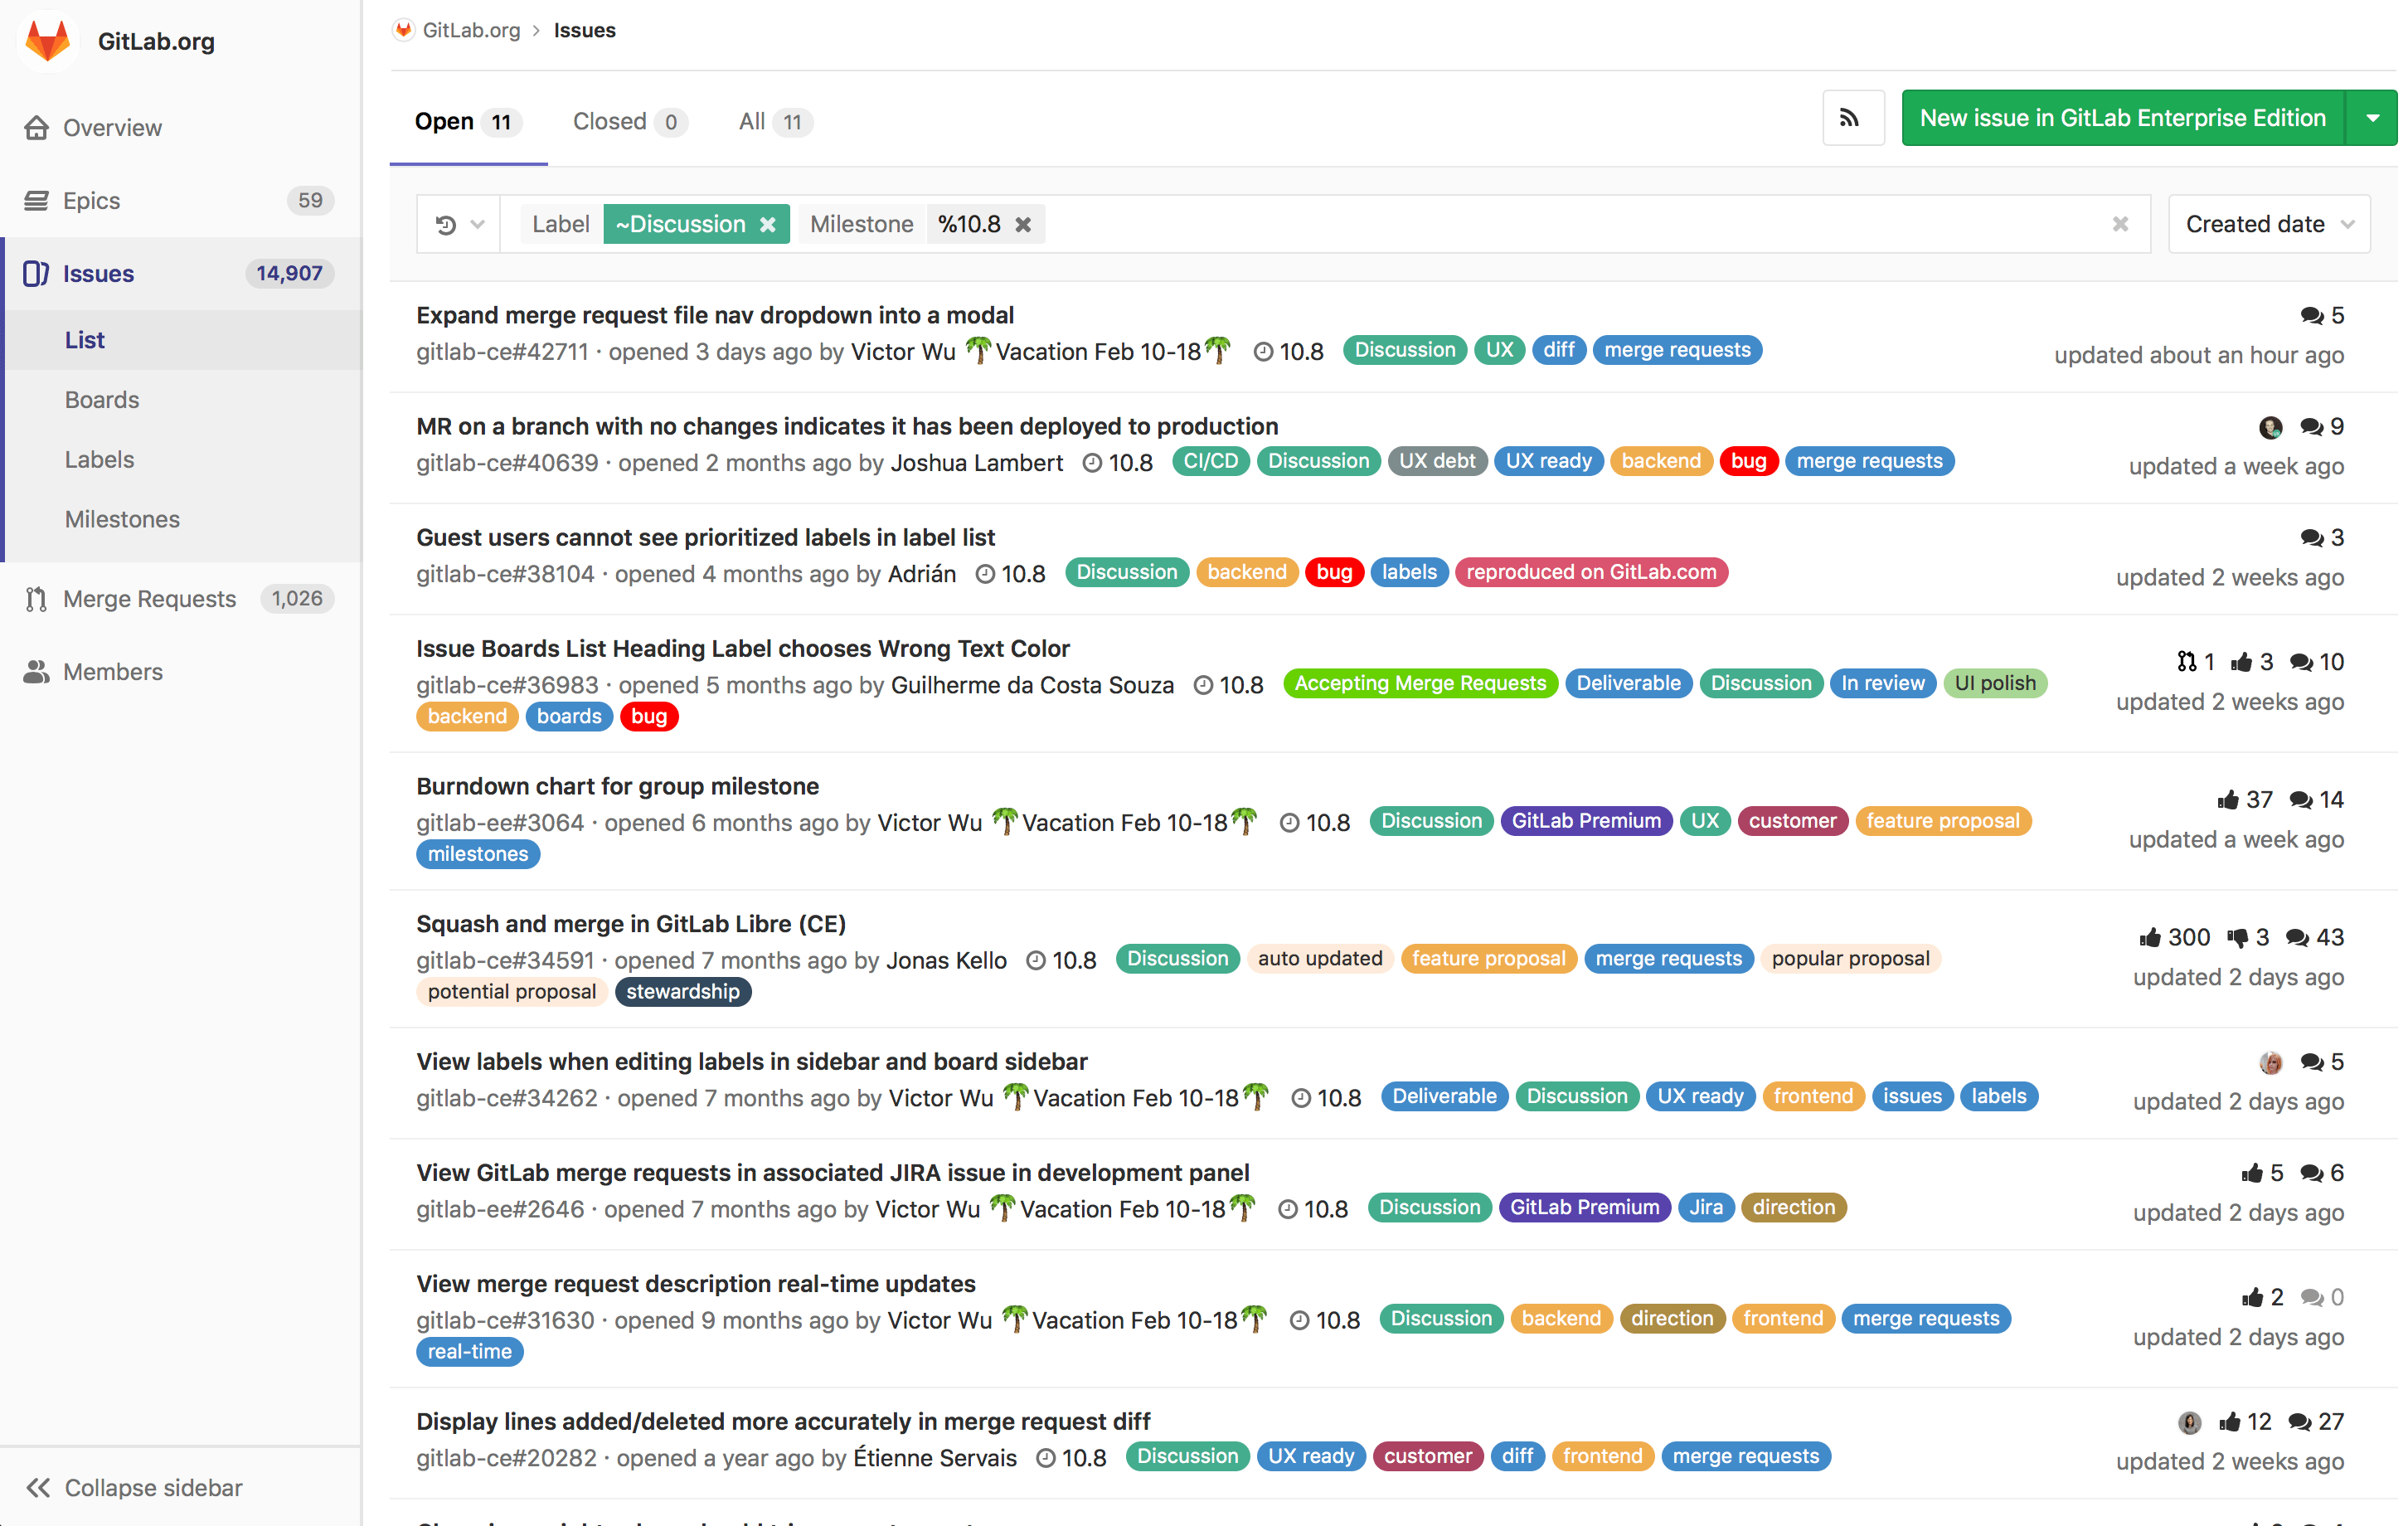 GitLab.org
Overview
Epics 59
Issues 14,907
List
Boards
Labels
Milestones
Merge Requests 1,026
Members
Collapse sidebar
GitLab.org › Issues
Open 11 Closed 0 All 11
New issue in GitLab Enterprise Edition
Label ~Discussion Milestone %10.8
Created date
Expand merge request file nav dropdown into a modal 5
gitlab-ce#42711 · opened 3 days ago by Victor Wu 🌴Vacation Feb 10-18🌴 10.8 Discussion UX diff merge requests updated about an hour ago
MR on a branch with no changes indicates it has been deployed to production 9
gitlab-ce#40639 · opened 2 months ago by Joshua Lambert 10.8 CI/CD Discussion UX debt UX ready backend bug merge requests updated a week ago
Guest users cannot see prioritized labels in label list 3
gitlab-ce#38104 · opened 4 months ago by Adrián 10.8 Discussion backend bug labels reproduced on GitLab.com updated 2 weeks ago
Issue Boards List Heading Label chooses Wrong Text Color 1 3 10
gitlab-ce#36983 · opened 5 months ago by Guilherme da Costa Souza 10.8 Accepting Merge Requests Deliverable Discussion In review UI polish updated 2 weeks ago
backend boards bug
Burndown chart for group milestone 37 14
gitlab-ee#3064 · opened 6 months ago by Victor Wu 🌴Vacation Feb 10-18🌴 10.8 Discussion GitLab Premium UX customer feature proposal updated a week ago
milestones
Squash and merge in GitLab Libre (CE) 300 3 43
gitlab-ce#34591 · opened 7 months ago by Jonas Kello 10.8 Discussion auto updated feature proposal merge requests popular proposal updated 2 days ago
potential proposal stewardship
View labels when editing labels in sidebar and board sidebar 5
gitlab-ce#34262 · opened 7 months ago by Victor Wu 🌴Vacation Feb 10-18🌴 10.8 Deliverable Discussion UX ready frontend issues labels updated 2 days ago
View GitLab merge requests in associated JIRA issue in development panel 5 6
gitlab-ee#2646 · opened 7 months ago by Victor Wu 🌴Vacation Feb 10-18🌴 10.8 Discussion GitLab Premium Jira direction updated 2 days ago
View merge request description real-time updates 2 0
gitlab-ce#31630 · opened 9 months ago by Victor Wu 🌴Vacation Feb 10-18🌴 10.8 Discussion backend direction frontend merge requests updated 2 days ago
real-time
Display lines added/deleted more accurately in merge request diff 12 27
gitlab-ce#20282 · opened a year ago by Étienne Servais 10.8 Discussion UX ready customer diff frontend merge requests updated 2 weeks ago